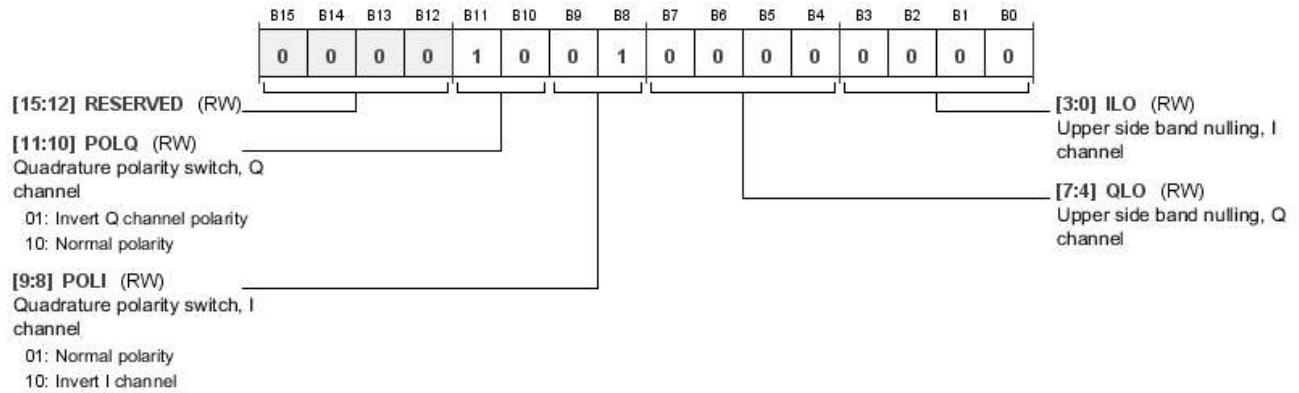 B15 B14 B13 B12 B11 B10 B9 B8 B7 B6 B5 B4 B3 B2 B1 B0
0 0 0 0 1 0 0 1 0 0 0 0 0 0 0 0
[15:12] RESERVED (RW)
[11:10] POLQ (RW)
Quadrature polarity switch, Q
channel
01: Invert Q channel polarity
10: Normal polarity
[9:8] POLI (RW)
Quadrature polarity switch, I
channel
01: Normal polarity
10: Invert I channel
[3:0] ILO (RW)
Upper side band nulling, I
channel
[7:4] QLO (RW)
Upper side band nulling, Q
channel